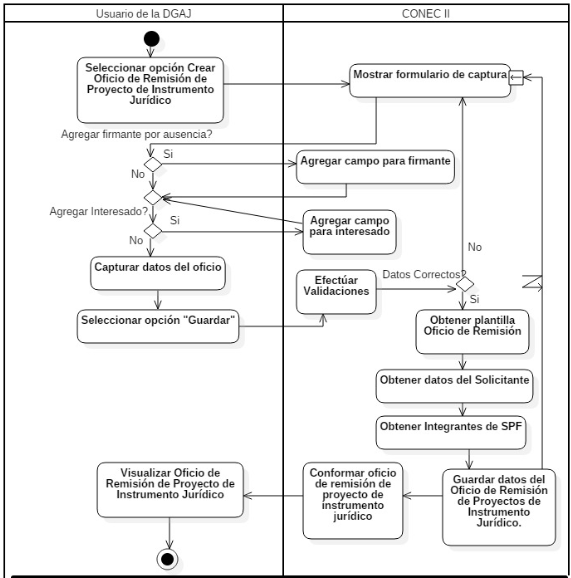 Usuario de la DGAJ
CONEC II
Seleccionar opción Crear
Oficio de Remisión de
Proyecto de Instrumento
Jurídico
Mostrar formulario de captura
Agregar firmante por ausencia?
Si
No
Agregar campo para firmante
Agregar Interesado?
Si
No
Agregar campo
para interesado
Capturar datos del oficio
Seleccionar opción "Guardar"
Efectúar
Validaciones
Datos Correctos?
No
Si
Obtener plantilla
Oficio de Remisión
Obtener datos del Solicitante
Obtener Integrantes de SPF
Guardar datos del
Oficio de Remisión
de Proyectos de
Instrumento
Jurídico.
Conformar oficio
de remisión de
proyecto de
instrumento
jurídico
Visualizar Oficio de
Remisión de Proyecto de
Instrumento Jurídico